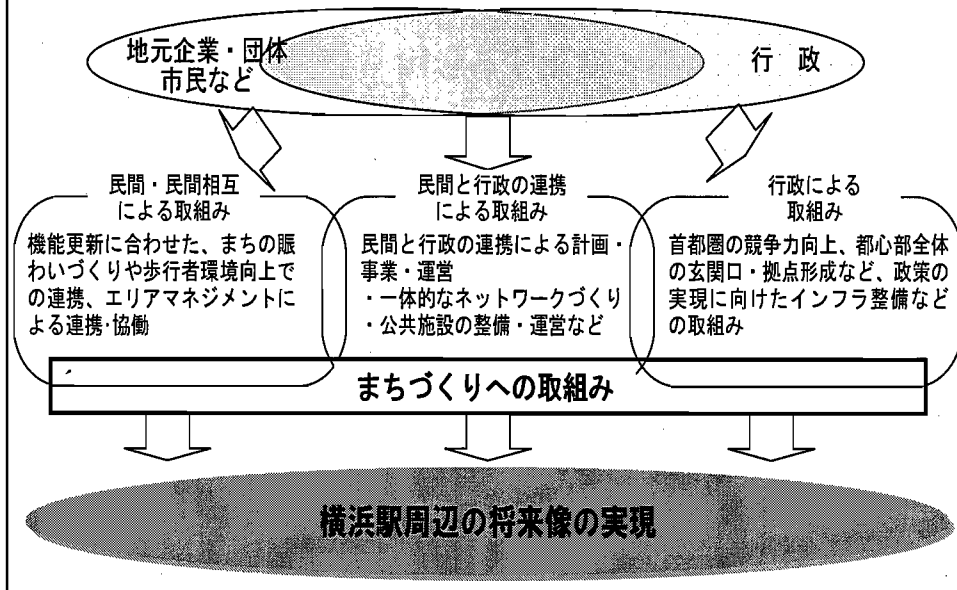 地元企業・団体
市民など
行 政
民間・民間相互
による取組み
機能更新に合わせた、まちの賑
わいづくりや歩行者環境向上で
の連携、エリアマネジメントに
よる連携・協働
民間と行政の連携
による取組み
民間と行政の連携による計画・
事業・運営
・一体的なネットワークづくり
・公共施設の整備・運営など
行政による
取組み
首都圏の競争力向上、都心部全体
の玄関口・拠点形成など、政策の
実現に向けたインフラ整備など
の取組み
まちづくりへの取組み
横浜駅周辺の将来像の実現